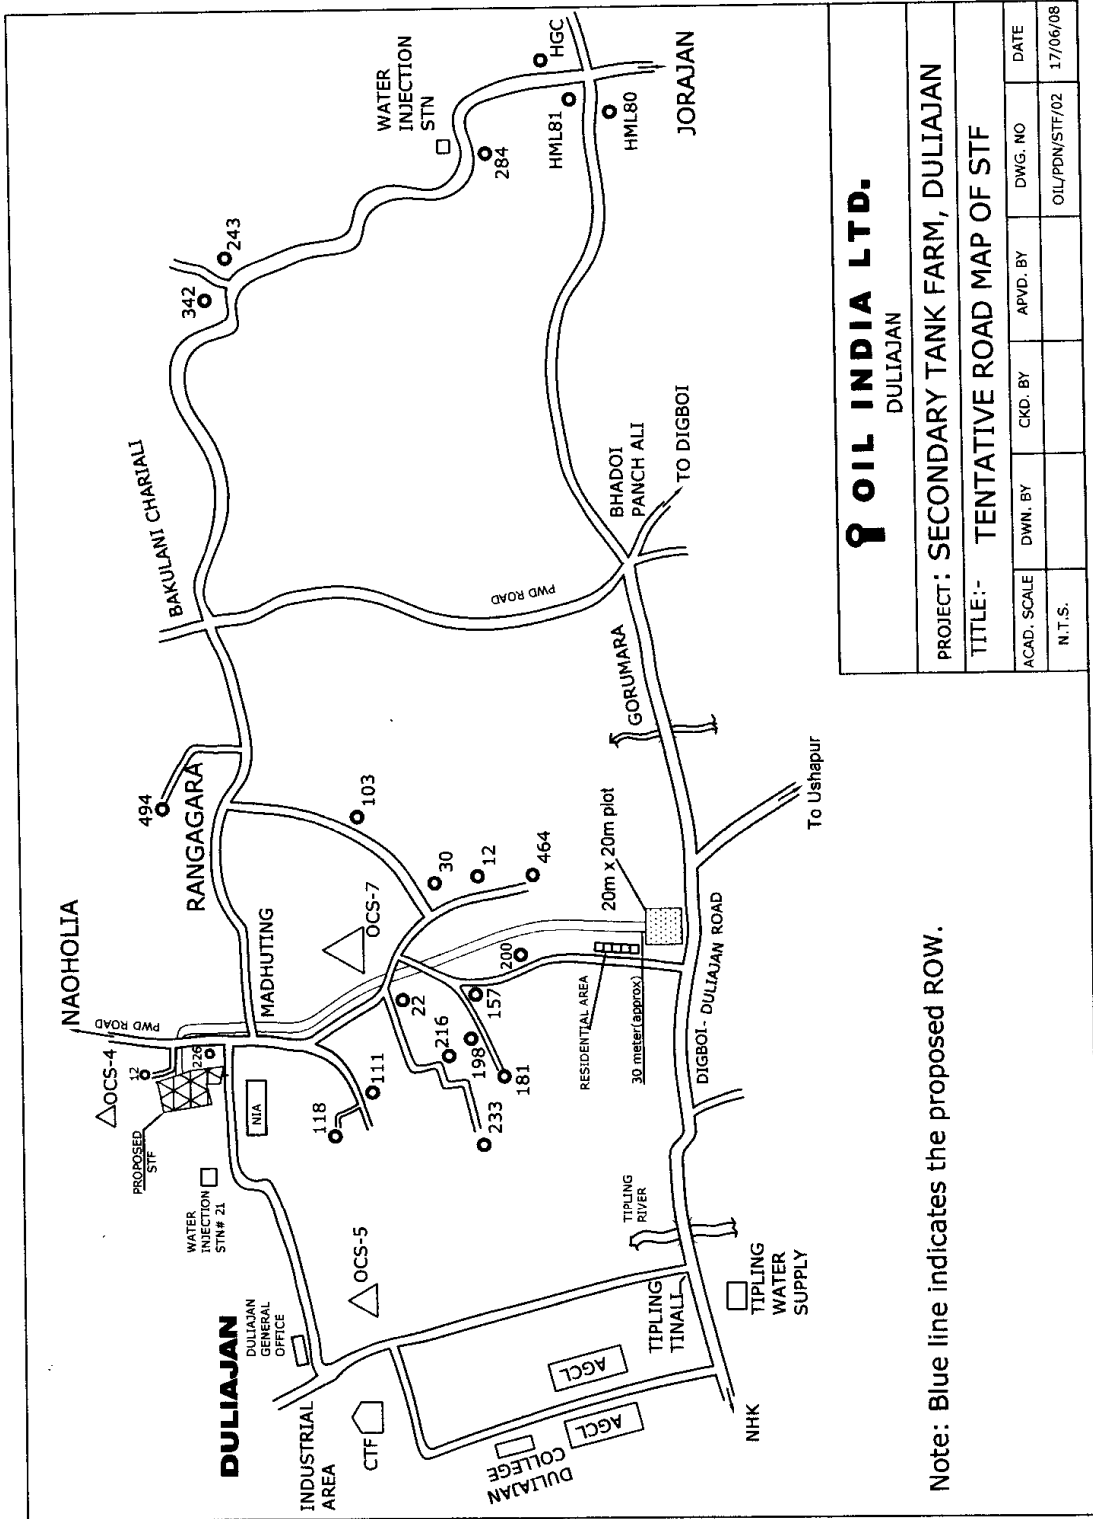 NAOHOLIA
PWD ROAD
OCS-4
12
226
PROPOSED
STF
NIA
WATER
INJECTION
STN# 21
DULIAJAN
DULIAJAN
GENERAL
OFFICE
INDUSTRIAL
AREA
CTF
OCS-5
DULIAJAN
COLLEGE
AGCL
AGCL
NHK
TIPLING
TINALI
TIPLING
WATER
SUPPLY
TIPLING
RIVER
118
111
233
216
198
181
22
157
200
MADHUTING
OCS-7
RANGAGARA
494
103
30
12
464
RESIDENTIAL AREA
30 meter(approx)
20m x 20m plot
DIGBOI- DULIAJAN ROAD
To Ushapur
GORUMARA
BAKULANI CHARIALI
PWD ROAD
BHADOI
PANCH ALI
TO DIGBOI
342
243
WATER
INJECTION
STN
284
HML81
HGC
HML80
JORAJAN
Note: Blue line indicates the proposed ROW.
OIL INDIA LTD.
DULIAJAN
PROJECT: SECONDARY TANK FARM, DULIAJAN
TITLE:- TENTATIVE ROAD MAP OF STF
ACAD. SCALE DWN. BY CKD. BY APVD. BY DWG. NO DATE
N.T.S. OIL/PDN/STF/02 17/06/08